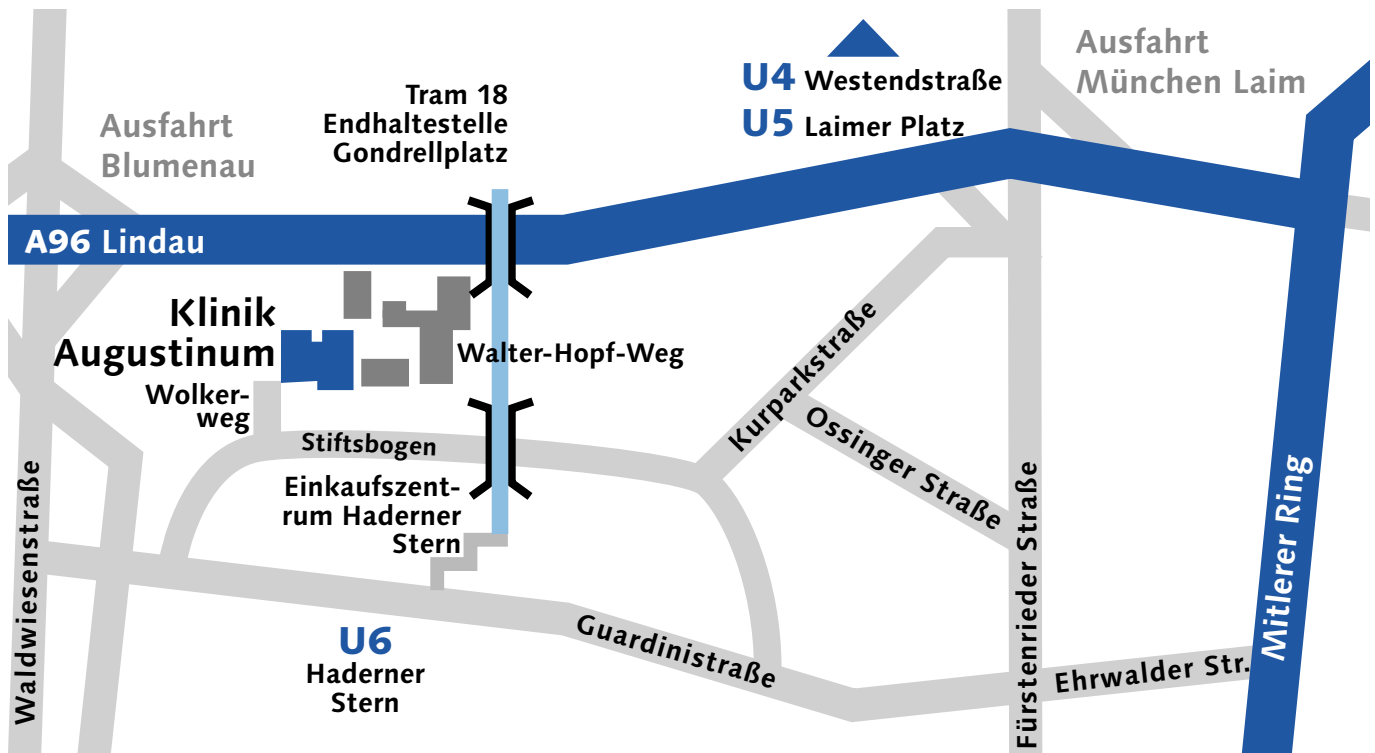 Ausfahrt
München Laim
U4 Westendstraße
U5 Laimer Platz
Tram 18
Endhaltestelle
Gondrellplatz
Ausfahrt
Blumenau
A96 Lindau
Klinik
Augustinum
Walter-Hopf-Weg
Wolker-
weg
Stiftsbogen
Kurparkstraße
Ossinger Straße
Einkaufszent-
rum Haderner
Stern
Waldwiesenstraße
Fürstenrieder Straße
Mitlerer Ring
U6
Haderner
Stern
Guardinistraße
Ehrwalder Str.